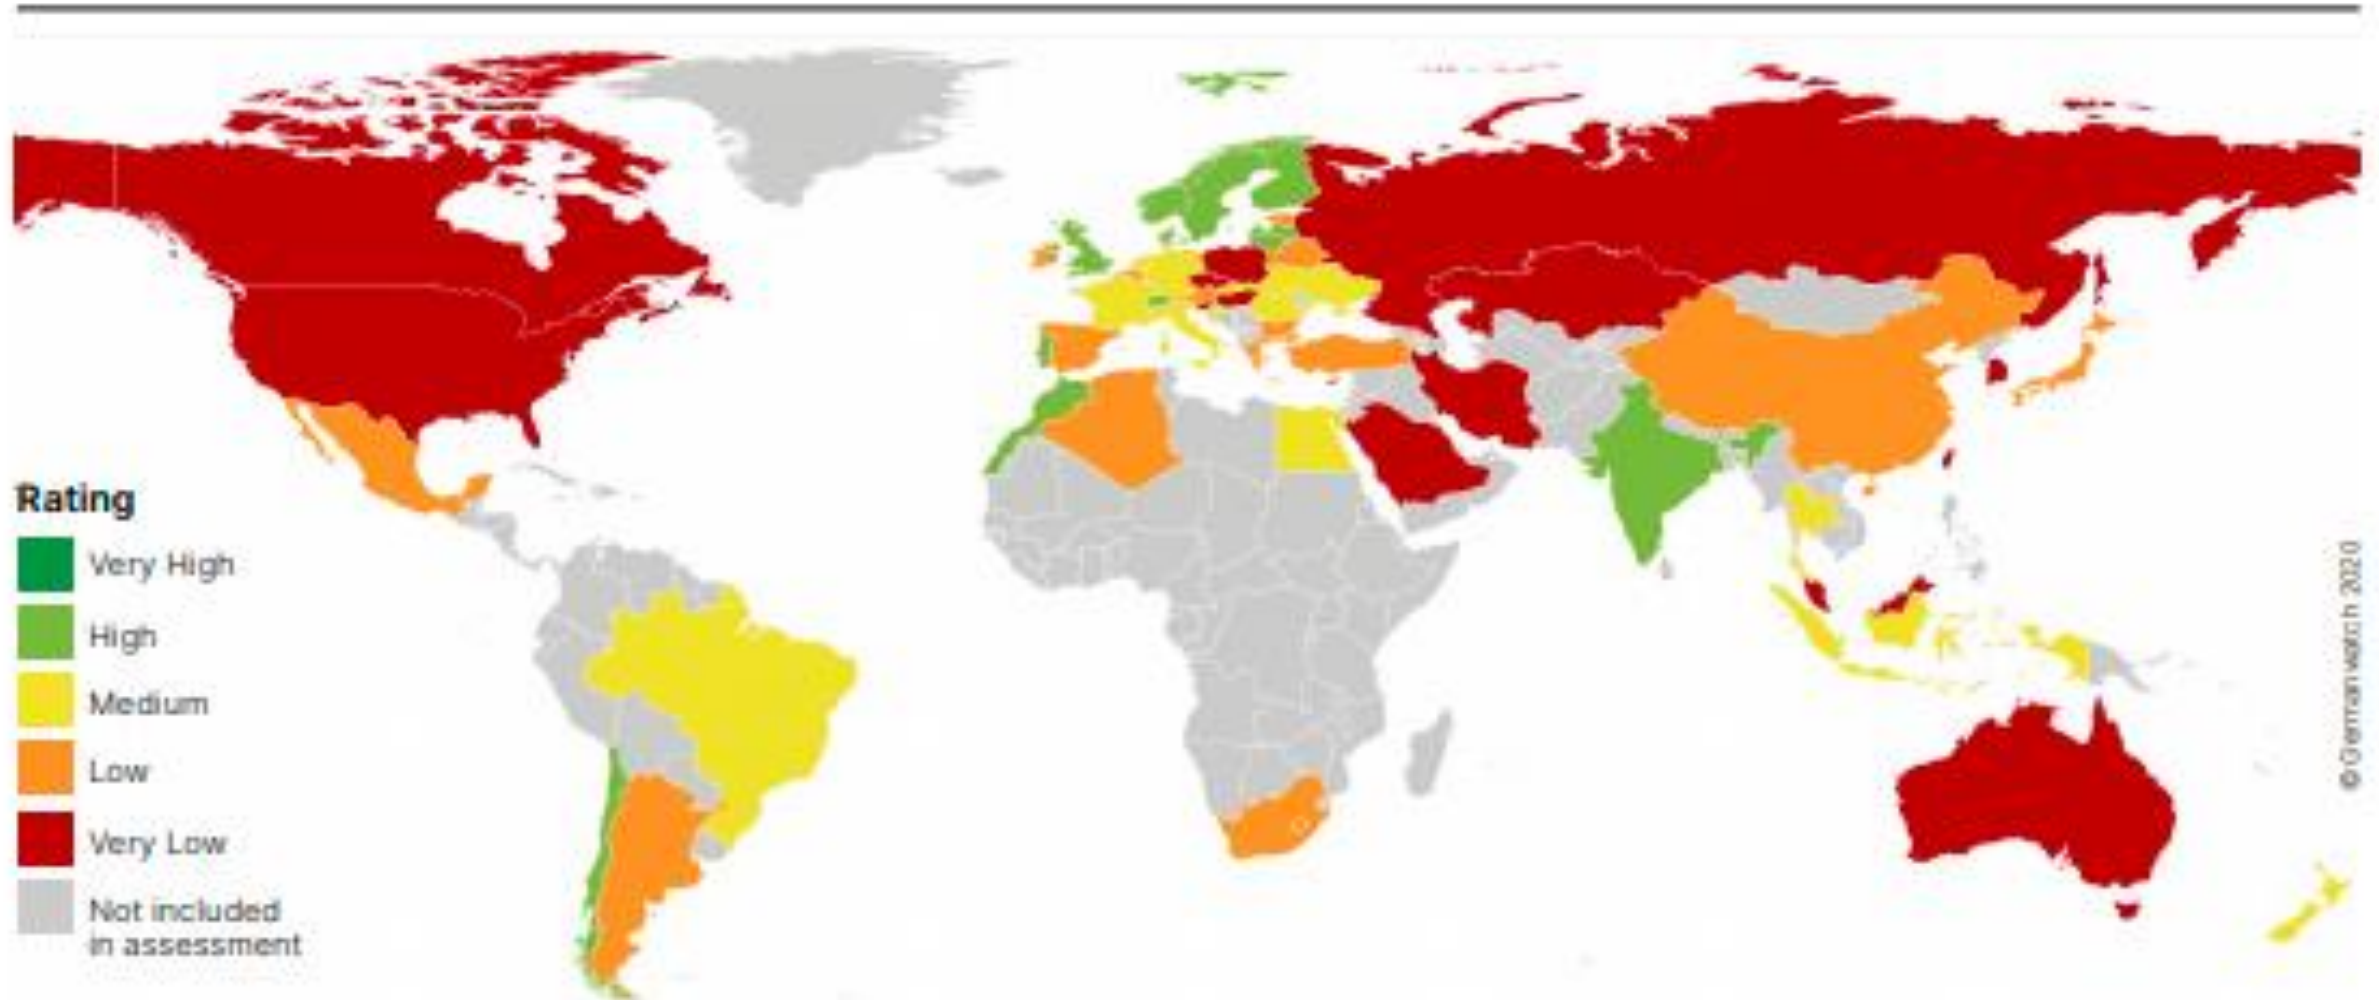 Rating
Very High
High
Medium
Low
Very Low
Not included
in assessment
© Germanwatch 2020